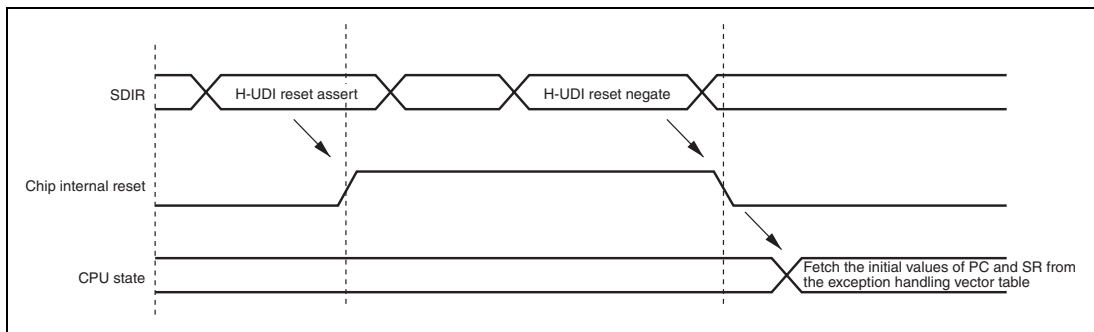 SDIR
H-UDI reset assert
H-UDI reset negate
Chip internal reset
CPU state
Fetch the initial values of PC and SR from
the exception handling vector table